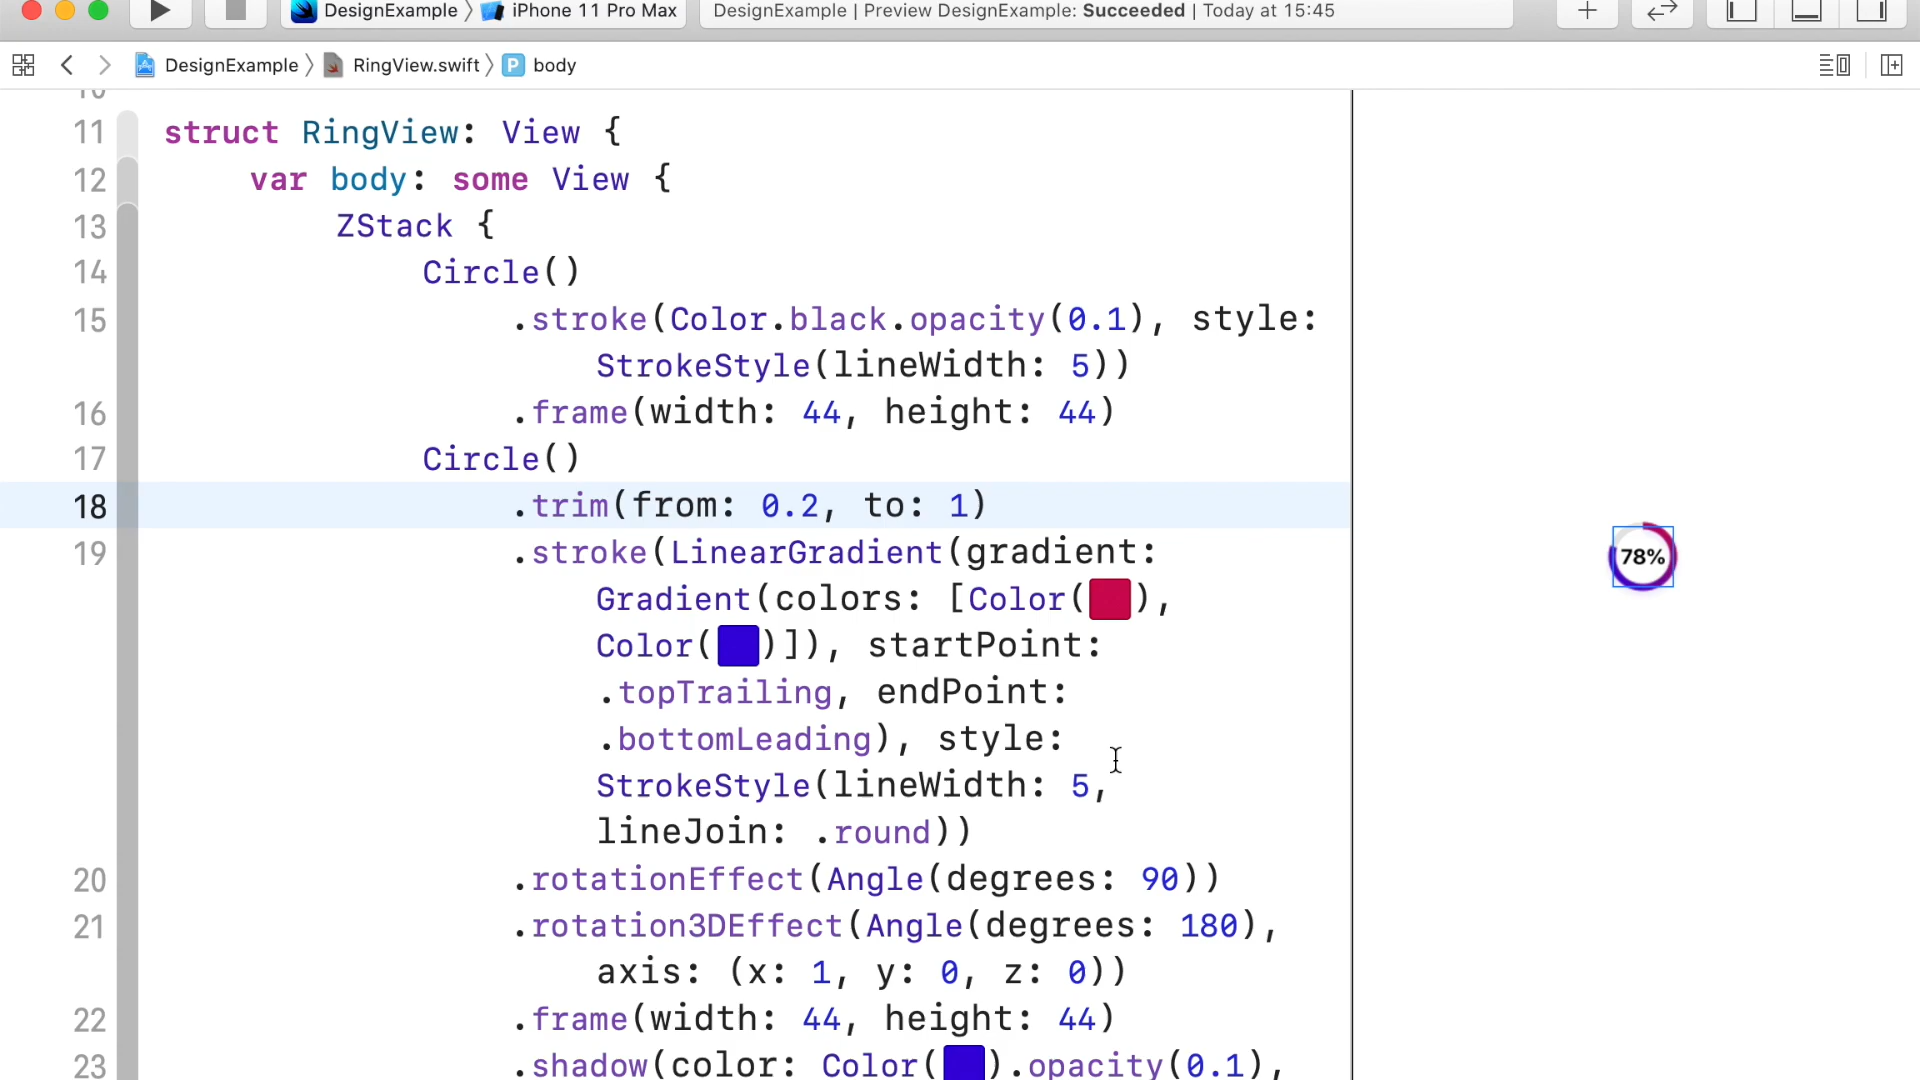 DesignExample 〉 iPhone 11 Pro Max
DesignExample | Preview DesignExample: Succeeded | Today at 15:45
DesignExample 〉 RingView.swift 〉 P body
10
11 struct RingView: View {
12 var body: some View {
13 ZStack {
14 Circle()
15 .stroke(Color.black.opacity(0.1), style:
StrokeStyle(lineWidth: 5))
16 .frame(width: 44, height: 44)
17 Circle()
18 .trim(from: 0.2, to: 1)
19 .stroke(LinearGradient(gradient:
Gradient(colors: [Color( ),
Color( )]), startPoint:
.topTrailing, endPoint:
.bottomLeading), style:
StrokeStyle(lineWidth: 5,
lineJoin: .round))
20 .rotationEffect(Angle(degrees: 90))
21 .rotation3DEffect(Angle(degrees: 180),
axis: (x: 1, y: 0, z: 0))
22 .frame(width: 44, height: 44)
23 .shadow(color: Color( ).opacity(0.1),
78%